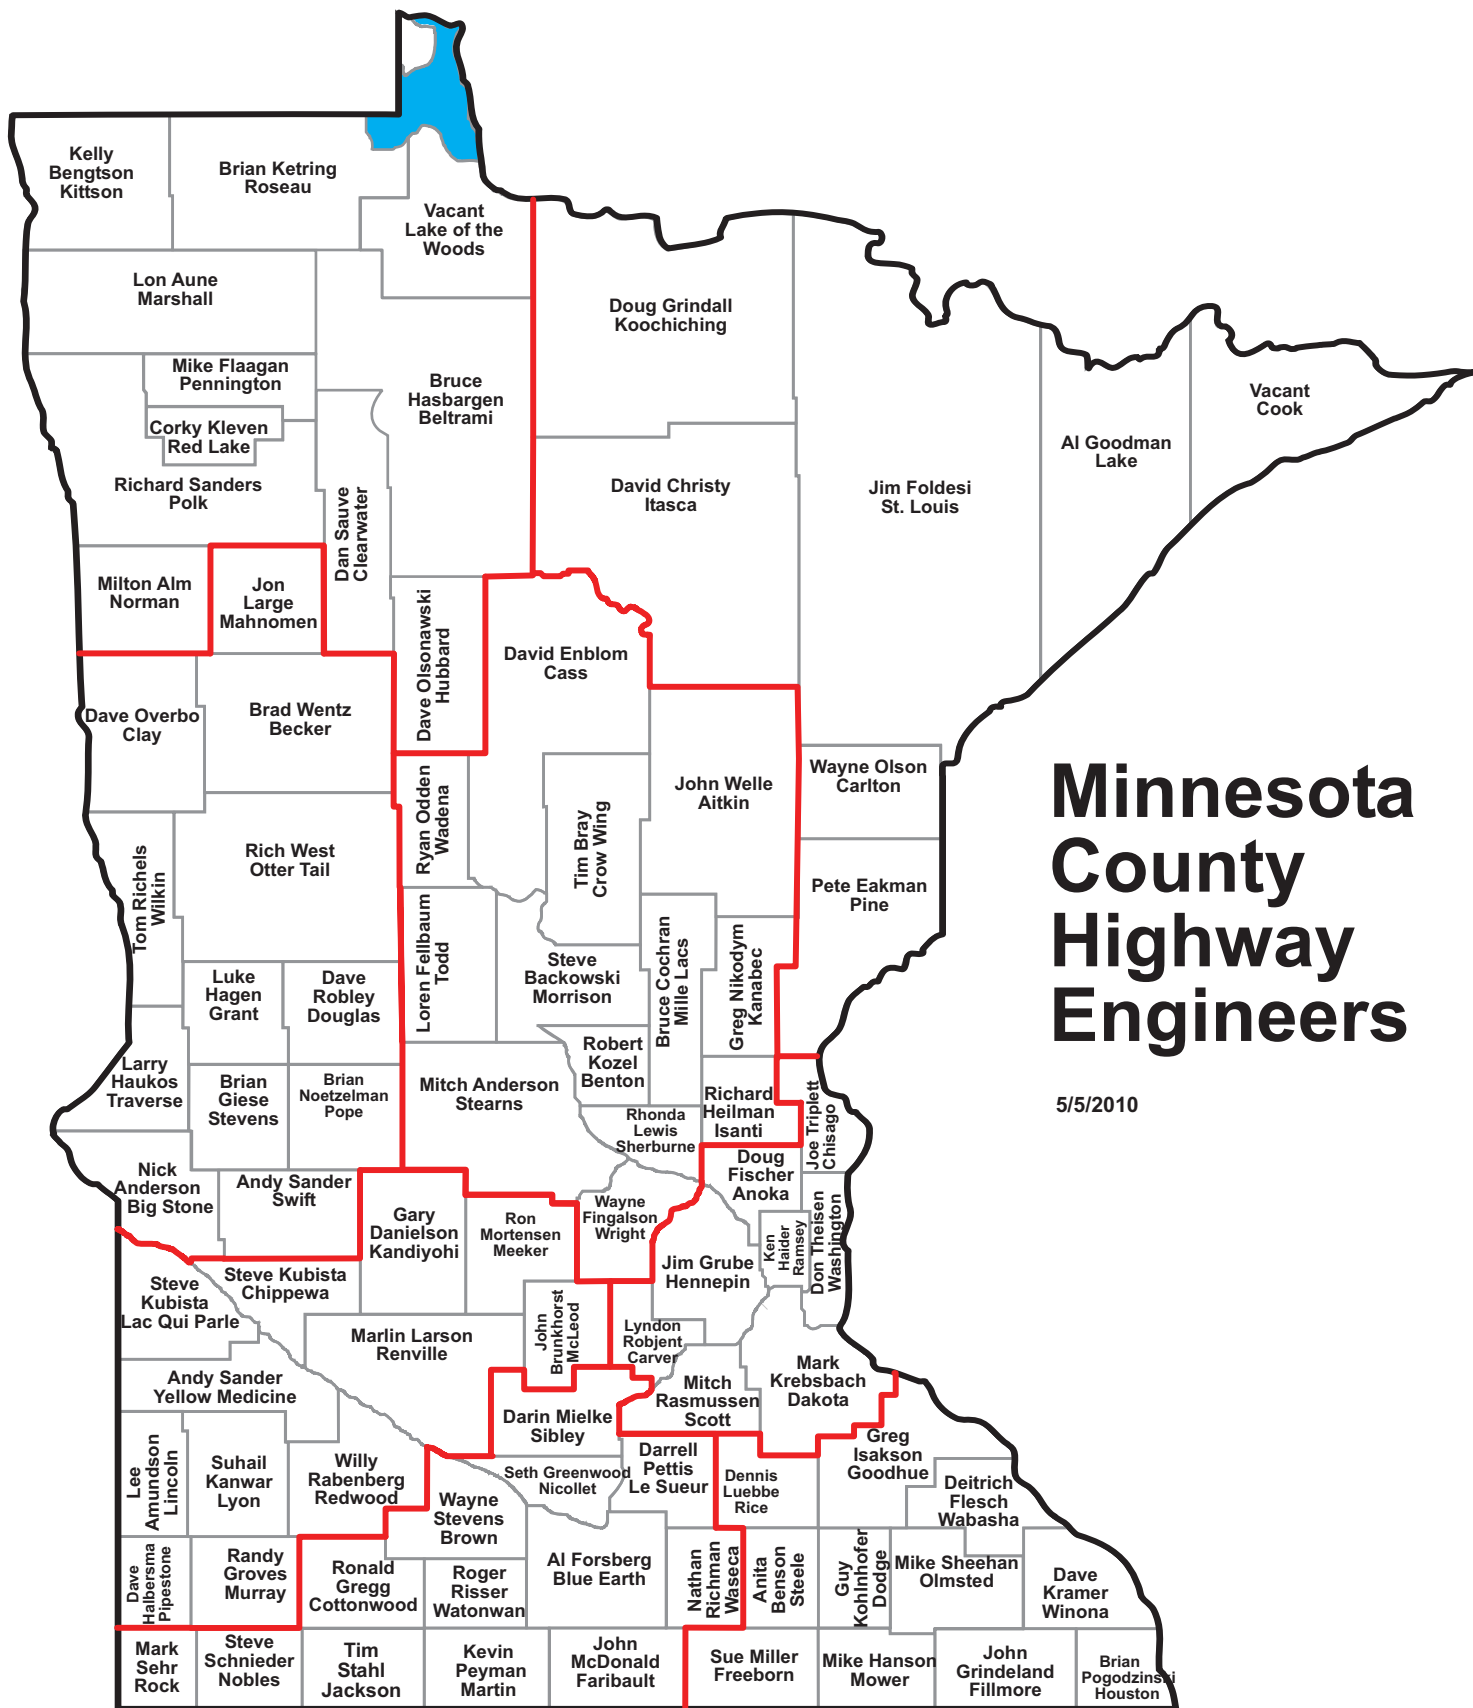 Kelly
Bengtson
Kittson
Brian Ketring
Roseau
Vacant
Lake of the
Woods
Lon Aune
Marshall
Doug Grindall
Koochiching
Mike Flaagan
Pennington
Bruce
Hasbargen
Beltrami
Vacant
Cook
Corky Kleven
Red Lake
Al Goodman
Lake
Richard Sanders
Polk
David Christy
Itasca
Jim Foldesi
St. Louis
Dan Sauve
Clearwater
Milton Alm
Norman
Jon
Large
Mahnomen
Dave Olsonawski
Hubbard
David Enblom
Cass
Dave Overbo
Clay
Brad Wentz
Becker
John Welle
Aitkin
Wayne Olson
Carlton
Minnesota
County
Highway
Engineers
5/5/2010
Ryan Odden
Wadena
Tim Bray
Crow Wing
Rich West
Otter Tail
Tom Richels
Wilkin
Pete Eakman
Pine
Luke
Hagen
Grant
Dave
Robley
Douglas
Loren Fellbaum
Todd
Steve
Backowski
Morrison
Bruce Cochran
Mille Lacs
Greg Nikodym
Kanabec
Larry
Haukos
Traverse
Brian
Giese
Stevens
Brian
Noetzelman
Pope
Mitch Anderson
Stearns
Robert
Kozel
Benton
Rhonda
Lewis
Sherburne
Richard
Heilman
Isanti
Joe Triplett
Chisago
Nick
Anderson
Big Stone
Andy Sander
Swift
Gary
Danielson
Kandiyohi
Ron
Mortensen
Meeker
Wayne
Fingalson
Wright
Doug
Fischer
Anoka
Ken
Haider
Ramsey
Don Theisen
Washington
Jim Grube
Hennepin
Steve
Kubista
Lac Qui Parle
Steve Kubista
Chippewa
Marlin Larson
Renville
John
Brunkhorst
McLeod
Lyndon
Robjent
Carver
Mitch
Rasmussen
Scott
Mark
Krebsbach
Dakota
Andy Sander
Yellow Medicine
Darin Mielke
Sibley
Lee
Amundson
Lincoln
Suhail
Kanwar
Lyon
Willy
Rabenberg
Redwood
Wayne
Stevens
Brown
Seth Greenwood
Nicollet
Darrell
Pettis
Le Sueur
Dennis
Luebbe
Rice
Greg
Isakson
Goodhue
Deitrich
Flesch
Wabasha
Dave
Halbersma
Pipestone
Randy
Groves
Murray
Ronald
Gregg
Cottonwood
Roger
Risser
Watonwan
Al Forsberg
Blue Earth
Nathan
Richman
Waseca
Anita
Benson
Steele
Guy
Kohlnhofer
Dodge
Mike Sheehan
Olmsted
Dave
Kramer
Winona
Mark
Sehr
Rock
Steve
Schnieder
Nobles
Tim
Stahl
Jackson
Kevin
Peyman
Martin
John
McDonald
Faribault
Sue Miller
Freeborn
Mike Hanson
Mower
John
Grindeland
Fillmore
Brian
Pogodzinski
Houston